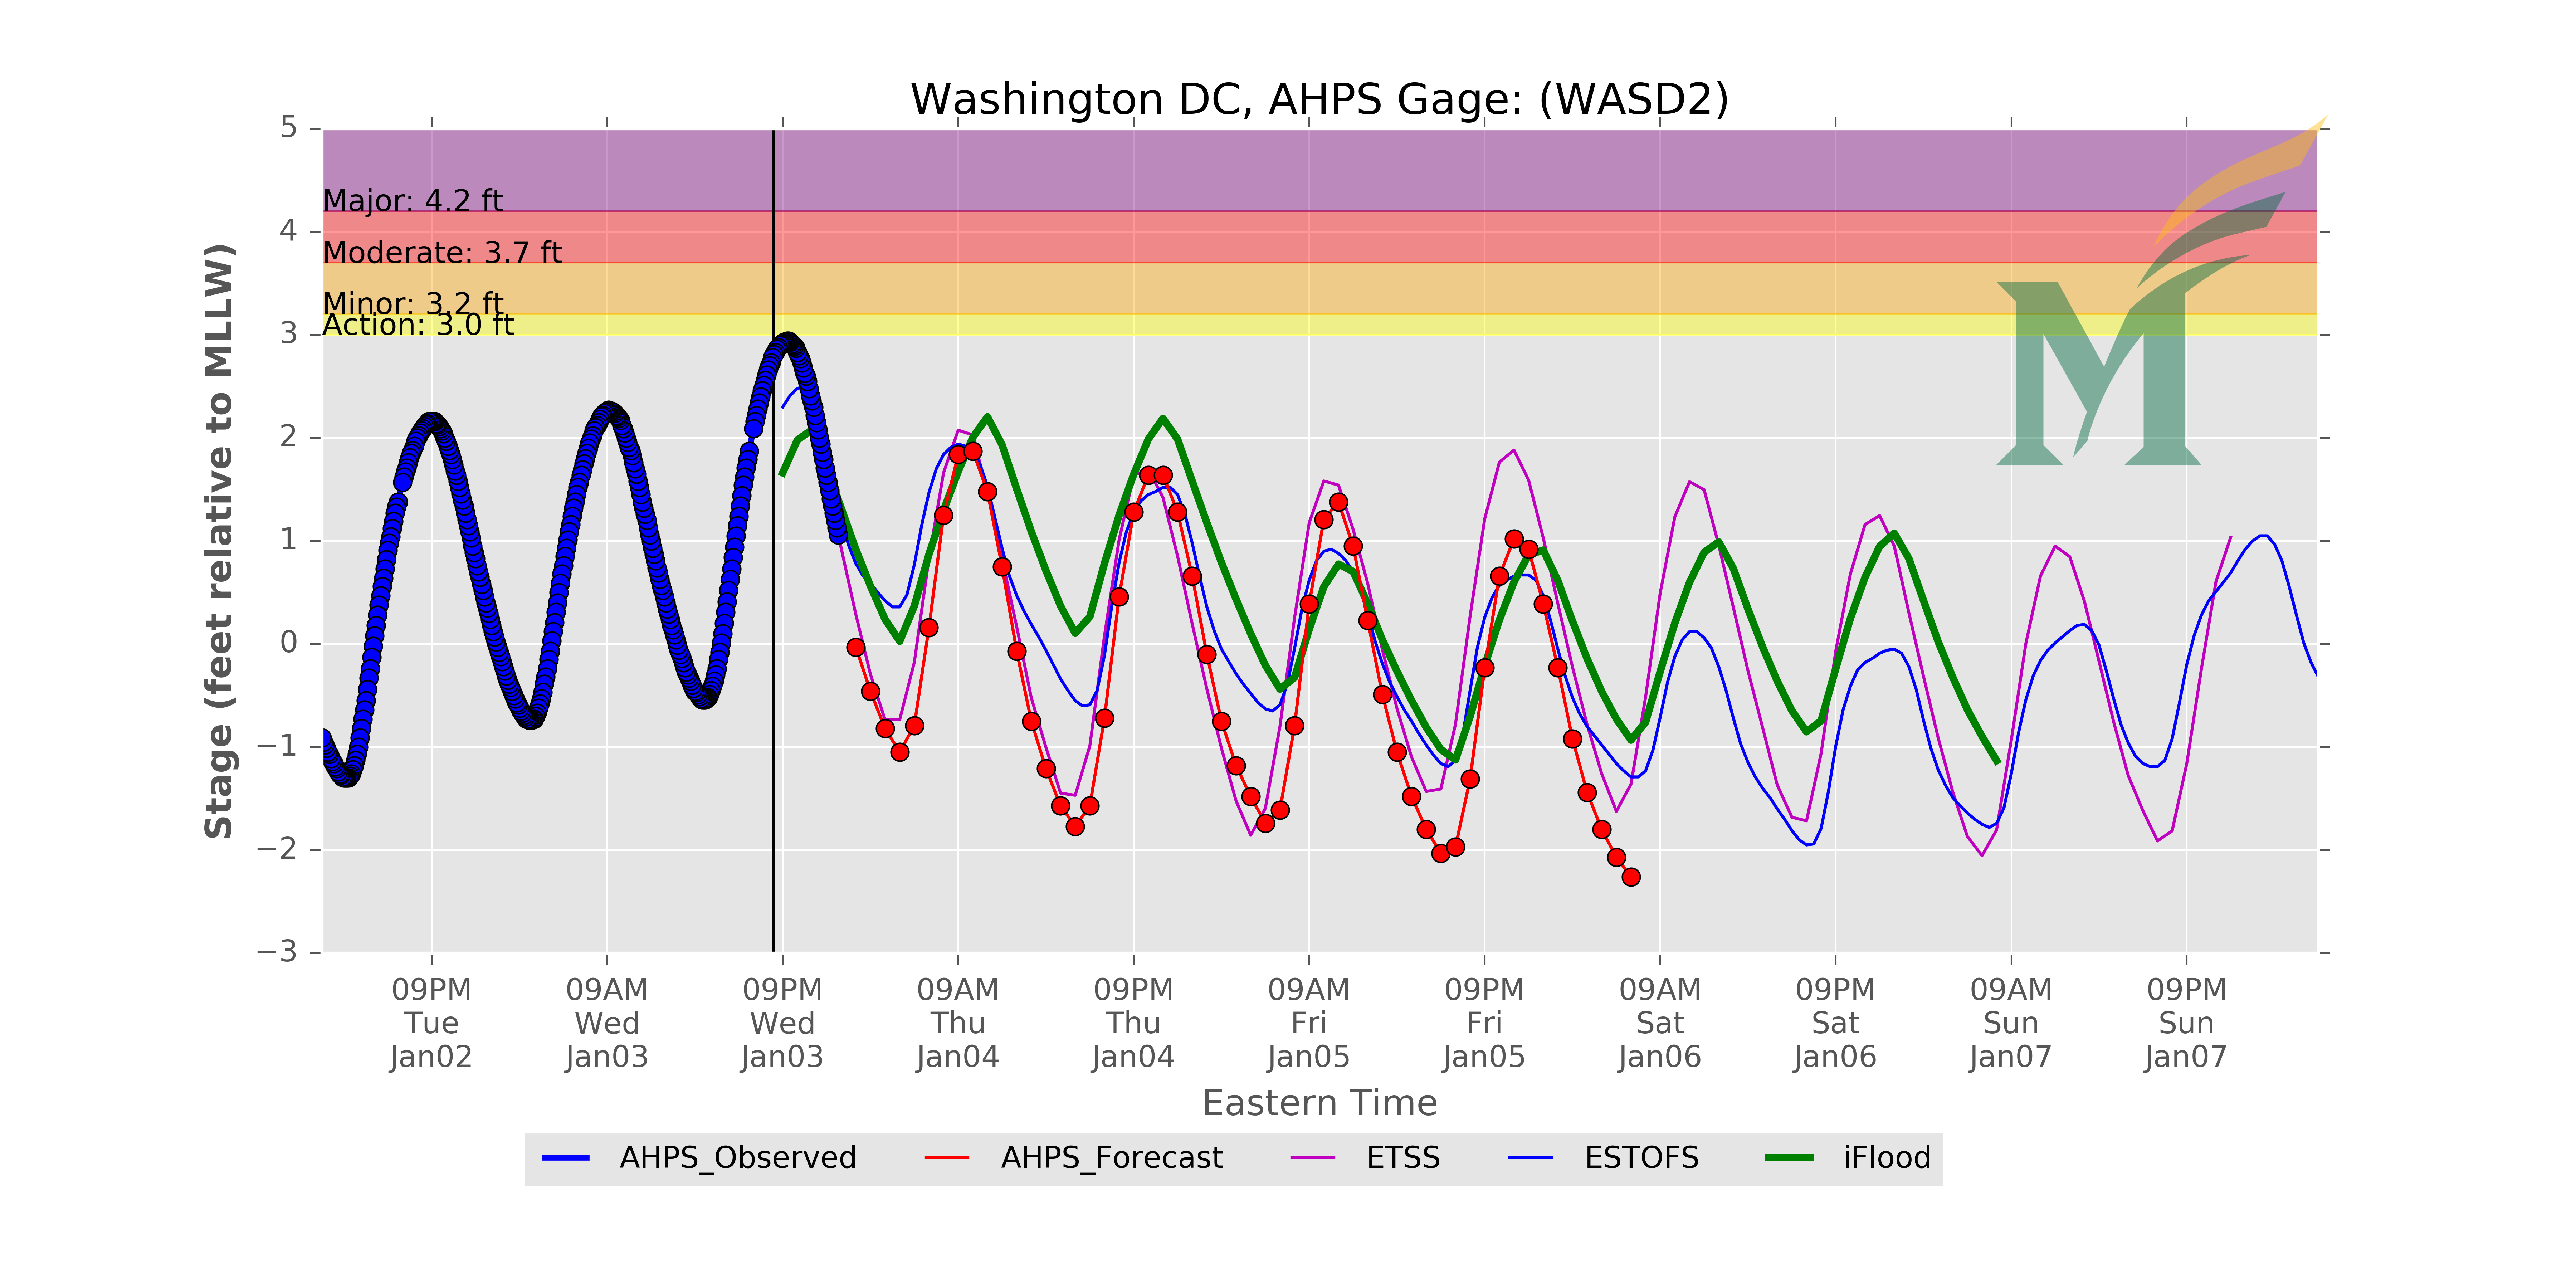 Washington DC, AHPS Gage: (WASD2)
Stage (feet relative to MLLW)
5
4
3
2
1
0
−1
−2
−3
Major: 4.2 ft
Moderate: 3.7 ft
Minor: 3.2 ft
Action: 3.0 ft
M
09PM 09AM 09PM 09AM 09PM 09AM 09PM 09AM 09PM 09AM 09PM
Tue Wed Wed Thu Thu Fri Fri Sat Sat Sun Sun
Jan02 Jan03 Jan03 Jan04 Jan04 Jan05 Jan05 Jan06 Jan06 Jan07 Jan07
Eastern Time
AHPS_Observed AHPS_Forecast ETSS ESTOFS iFlood